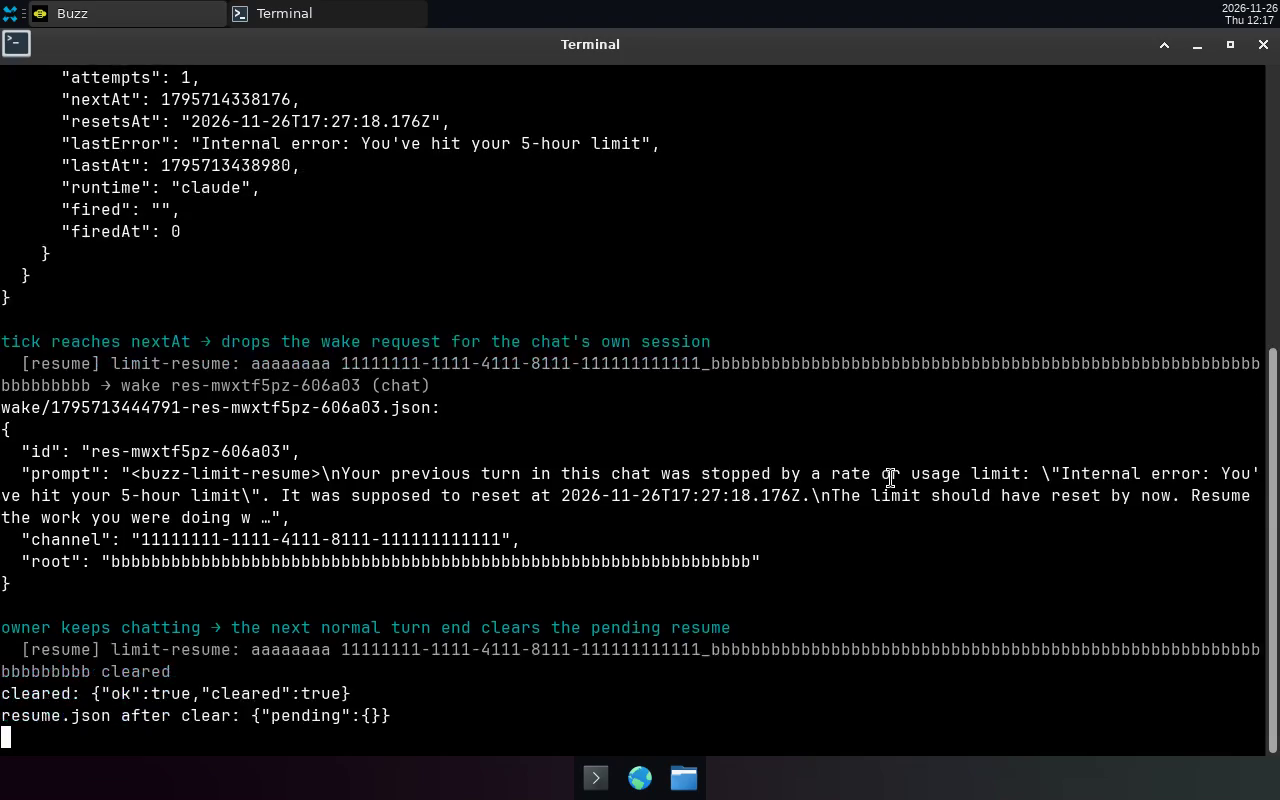 Buzz
Terminal
2026-11-26
Thu 12:17
Terminal
"attempts": 1,
"nextAt": 1795714338176,
"resetsAt": "2026-11-26T17:27:18.176Z",
"lastError": "Internal error: You've hit your 5-hour limit",
"lastAt": 1795713438980,
"runtime": "claude",
"fired": "",
"firedAt": 0
}
}
}
tick reaches nextAt → drops the wake request for the chat's own session
[resume] limit-resume: aaaaaaaa 11111111-1111-4111-8111-111111111111_bbbbbbbbbbbbbbbbbbbbbbbbbbbbbbbbbbbbbbbbbbbbbbbbbbbbbbb
bbbbbbbbb → wake res-mwxtf5pz-606a03 (chat)
wake/1795713444791-res-mwxtf5pz-606a03.json:
{
"id": "res-mwxtf5pz-606a03",
"prompt": "<buzz-limit-resume>\nYour previous turn in this chat was stopped by a rate or usage limit: \"Internal error: You'
ve hit your 5-hour limit\". It was supposed to reset at 2026-11-26T17:27:18.176Z.\nThe limit should have reset by now. Resume
the work you were doing w …",
"channel": "11111111-1111-4111-8111-111111111111",
"root": "bbbbbbbbbbbbbbbbbbbbbbbbbbbbbbbbbbbbbbbbbbbbbbbbbbbbbbbbbbbbbbbb"
}
owner keeps chatting → the next normal turn end clears the pending resume
[resume] limit-resume: aaaaaaaa 11111111-1111-4111-8111-111111111111_bbbbbbbbbbbbbbbbbbbbbbbbbbbbbbbbbbbbbbbbbbbbbbbbbbbbbbb
bbbbbbbbb cleared
cleared: {"ok":true,"cleared":true}
resume.json after clear: {"pending":{}}